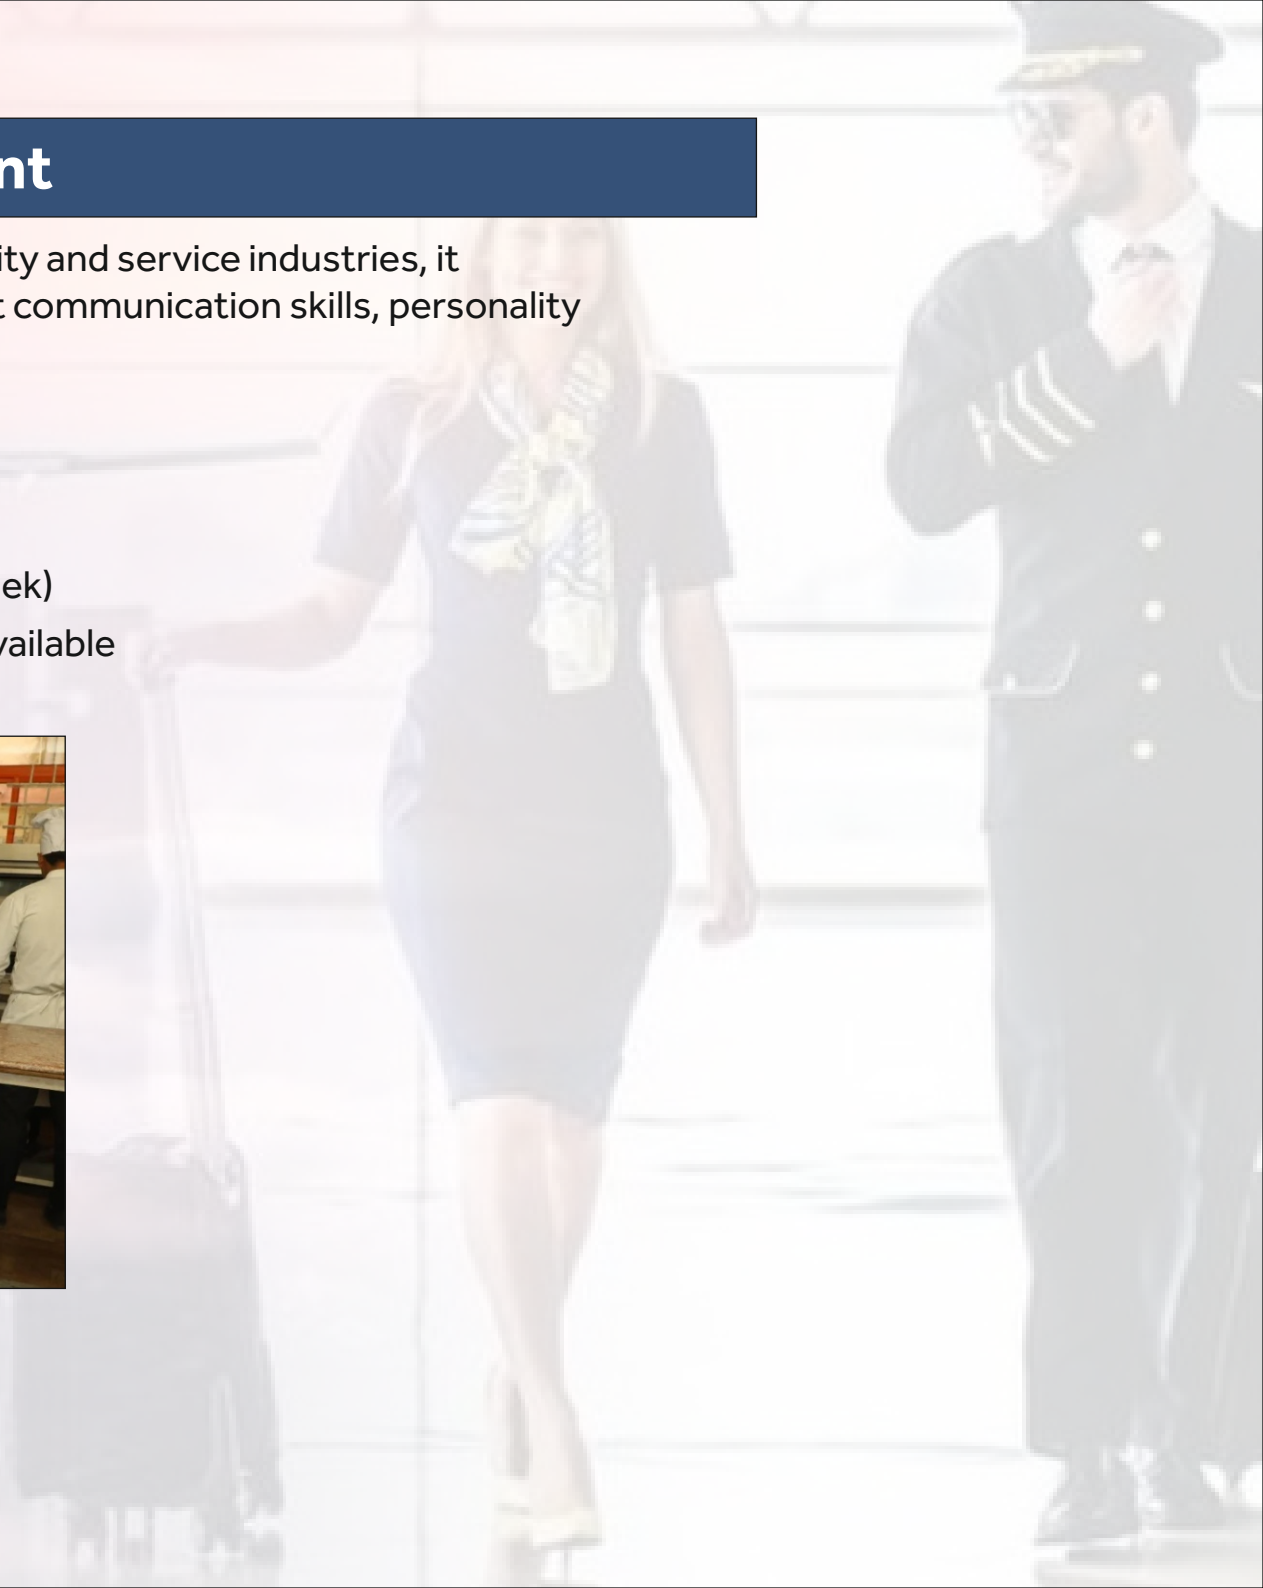 nt
ity and service industries, it
t communication skills, personality
ek)
vailable